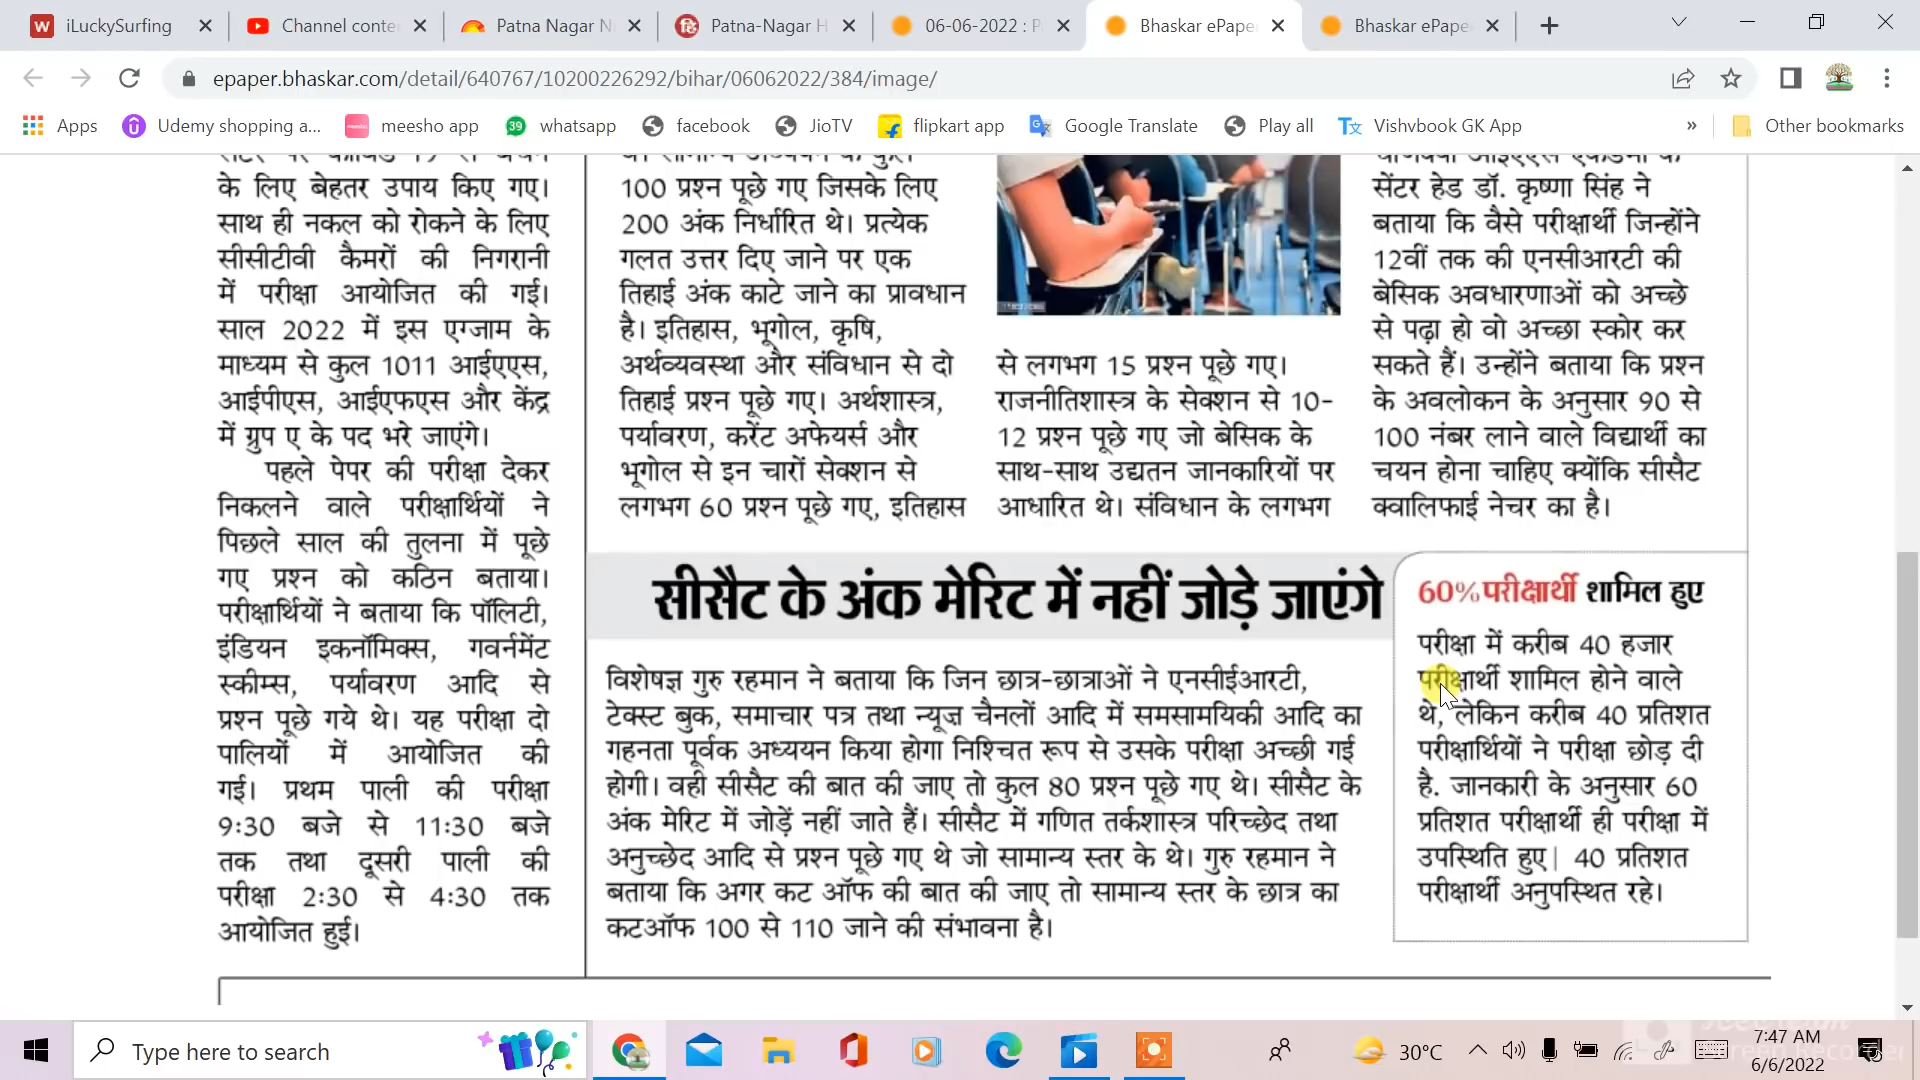 iLuckySurfing
Channel conte
Patna Nagar N
Patna-Nagar H
06-06-2022 : P
Bhaskar ePape
Bhaskar ePape
epaper.bhaskar.com/detail/640767/10200226292/bihar/06062022/384/image/
Apps
Udemy shopping a...
meesho app
39
whatsapp
facebook
JioTV
flipkart app
Google Translate
Play all
Vishvbook GK App
»
Other bookmarks
के लिए बेहतर उपाय किए गए।
साथ ही नकल को रोकने के लिए
सीसीटीवी कैमरों की निगरानी
में परीक्षा आयोजित की गई।
साल 2022 में इस एग्जाम के
माध्यम से कुल 1011 आईएएस,
आईपीएस, आईएफएस और केंद्र
में ग्रुप ए के पद भरे जाएंगे।
पहले पेपर की परीक्षा देकर
निकलने वाले परीक्षार्थियों ने
पिछले साल की तुलना में पूछे
गए प्रश्न को कठिन बताया।
परीक्षार्थियों ने बताया कि पॉलिटी,
इंडियन इकनॉमिक्स, गवर्नमेंट
स्कीम्स, पर्यावरण आदि से
प्रश्न पूछे गये थे। यह परीक्षा दो
पालियों में आयोजित की
गई। प्रथम पाली की परीक्षा
9:30 बजे से 11:30 बजे
तक तथा दूसरी पाली की
परीक्षा 2:30 से 4:30 तक
आयोजित हुई।
100 प्रश्न पूछे गए जिसके लिए
200 अंक निर्धारित थे। प्रत्येक
गलत उत्तर दिए जाने पर एक
तिहाई अंक काटे जाने का प्रावधान
है। इतिहास, भूगोल, कृषि,
अर्थव्यवस्था और संविधान से दो
तिहाई प्रश्न पूछे गए। अर्थशास्त्र,
पर्यावरण, करेंट अफेयर्स और
भूगोल से इन चारों सेक्शन से
लगभग 60 प्रश्न पूछे गए, इतिहास
से लगभग 15 प्रश्न पूछे गए।
राजनीतिशास्त्र के सेक्शन से 10-
12 प्रश्न पूछे गए जो बेसिक के
साथ-साथ उद्यतन जानकारियों पर
आधारित थे। संविधान के लगभग
सेंटर हेड डॉ. कृष्णा सिंह ने
बताया कि वैसे परीक्षार्थी जिन्होंने
12वीं तक की एनसीआरटी की
बेसिक अवधारणाओं को अच्छे
से पढ़ा हो वो अच्छा स्कोर कर
सकते हैं। उन्होंने बताया कि प्रश्न
के अवलोकन के अनुसार 90 से
100 नंबर लाने वाले विद्यार्थी का
चयन होना चाहिए क्योंकि सीसैट
क्वालिफाई नेचर का है।
सीसैट के अंक मेरिट में नहीं जोड़े जाएंगे
विशेषज्ञ गुरु रहमान ने बताया कि जिन छात्र-छात्राओं ने एनसीईआरटी,
टेक्स्ट बुक, समाचार पत्र तथा न्यूज़ चैनलों आदि में समसामयिकी आदि का
गहनता पूर्वक अध्ययन किया होगा निश्चित रूप से उसके परीक्षा अच्छी गई
होगी। वही सीसैट की बात की जाए तो कुल 80 प्रश्न पूछे गए थे। सीसैट के
अंक मेरिट में जोड़ें नहीं जाते हैं। सीसैट में गणित तर्कशास्त्र परिच्छेद तथा
अनुच्छेद आदि से प्रश्न पूछे गए थे जो सामान्य स्तर के थे। गुरु रहमान ने
बताया कि अगर कट ऑफ की बात की जाए तो सामान्य स्तर के छात्र का
कटऑफ 100 से 110 जाने की संभावना है।
60% परीक्षार्थी शामिल हुए
परीक्षा में करीब 40 हजार
परीक्षार्थी शामिल होने वाले
थे, लेकिन करीब 40 प्रतिशत
परीक्षार्थियों ने परीक्षा छोड़ दी
है. जानकारी के अनुसार 60
प्रतिशत परीक्षार्थी ही परीक्षा में
उपस्थिति हुए| 40 प्रतिशत
परीक्षार्थी अनुपस्थित रहे।
Type here to search
30°C
7:47 AM
6/6/2022